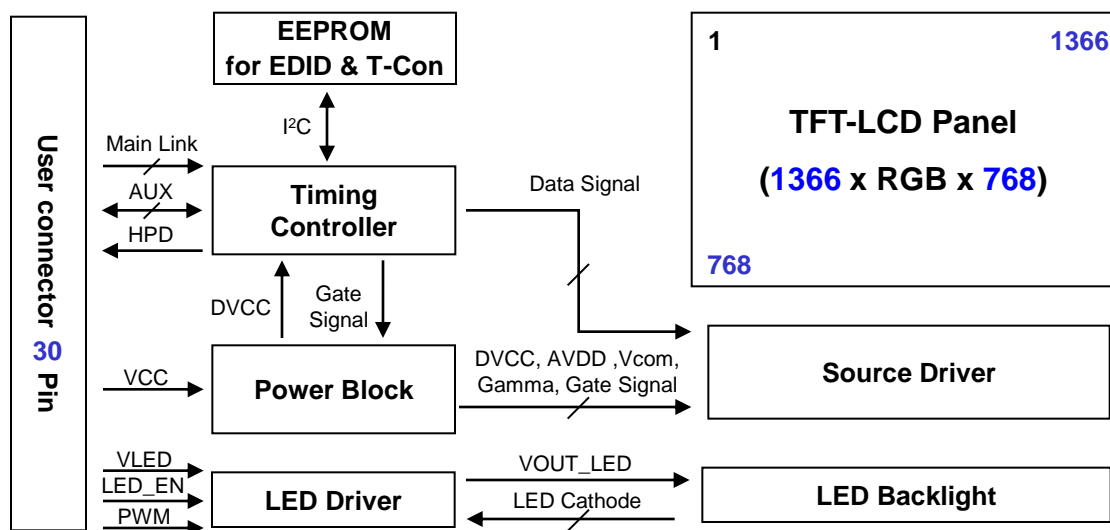 EEPROM
for EDID & T-Con
1
1366
TFT-LCD Panel
(1366 x RGB x 768)
768
User connector 30 Pin
I²C
Main Link
AUX
HPD
Timing
Controller
Data Signal
DVCC
Gate
Signal
VCC
Power Block
DVCC, AVDD ,Vcom,
Gamma, Gate Signal
Source Driver
VLED
LED_EN
PWM
LED Driver
VOUT_LED
LED Cathode
LED Backlight